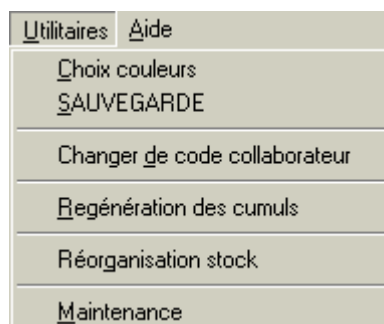 Utilitaires Aide
Choix couleurs
SAUVEGARDE
Changer de code collaborateur
Regénération des cumuls
Réorganisation stock
Maintenance